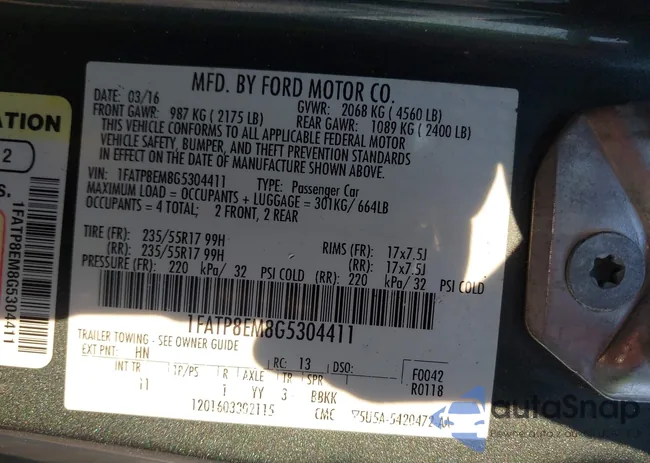 ATION
2
S. 1FATP8EM8G5304411
MFD. BY FORD MOTOR CO.
DATE: 03/16 GVWR: 2068 KG ( 4560 LB)
FRONT GAWR: 987 KG ( 2175 LB) REAR GAWR: 1089 KG ( 2400 LB)
THIS VEHICLE CONFORMS TO ALL APPLICABLE FEDERAL MOTOR
VEHICLE SAFETY, BUMPER, AND THEFT PREVENTION STANDARDS
IN EFFECT ON THE DATE OF MANUFACTURE SHOWN ABOVE.
VIN: 1FATP8EM8G5304411 TYPE: Passenger Car
MAXIMUM LOAD = OCCUPANTS + LUGGAGE = 301KG/ 664LB
OCCUPANTS = 4 TOTAL; 2 FRONT, 2 REAR
TIRE (FR): 235/55R17 99H RIMS (FR): 17x7.5J
(RR): 235/55R17 99H (RR): 17x7.5J
PRESSURE (FR): 220 kPa/ 32 PSI COLD (RR): 220 kPa/ 32 PSI COLD
1FATP8EM8G5304411
TRAILER TOWING - SEE OWNER GUIDE
EXT PNT: HN RC: 13 DSO: F0042
INT TR TP/PS R AXLE TR SPR R0118
11 1 YY 3 BBKK
CMC
autoSnap